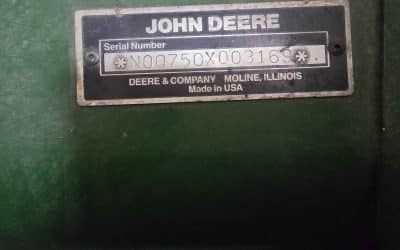 JOHN DEERE
Serial Number
*N00750X003169*.
DEERE & COMPANY MOLINE, ILLINOIS
Made in USA